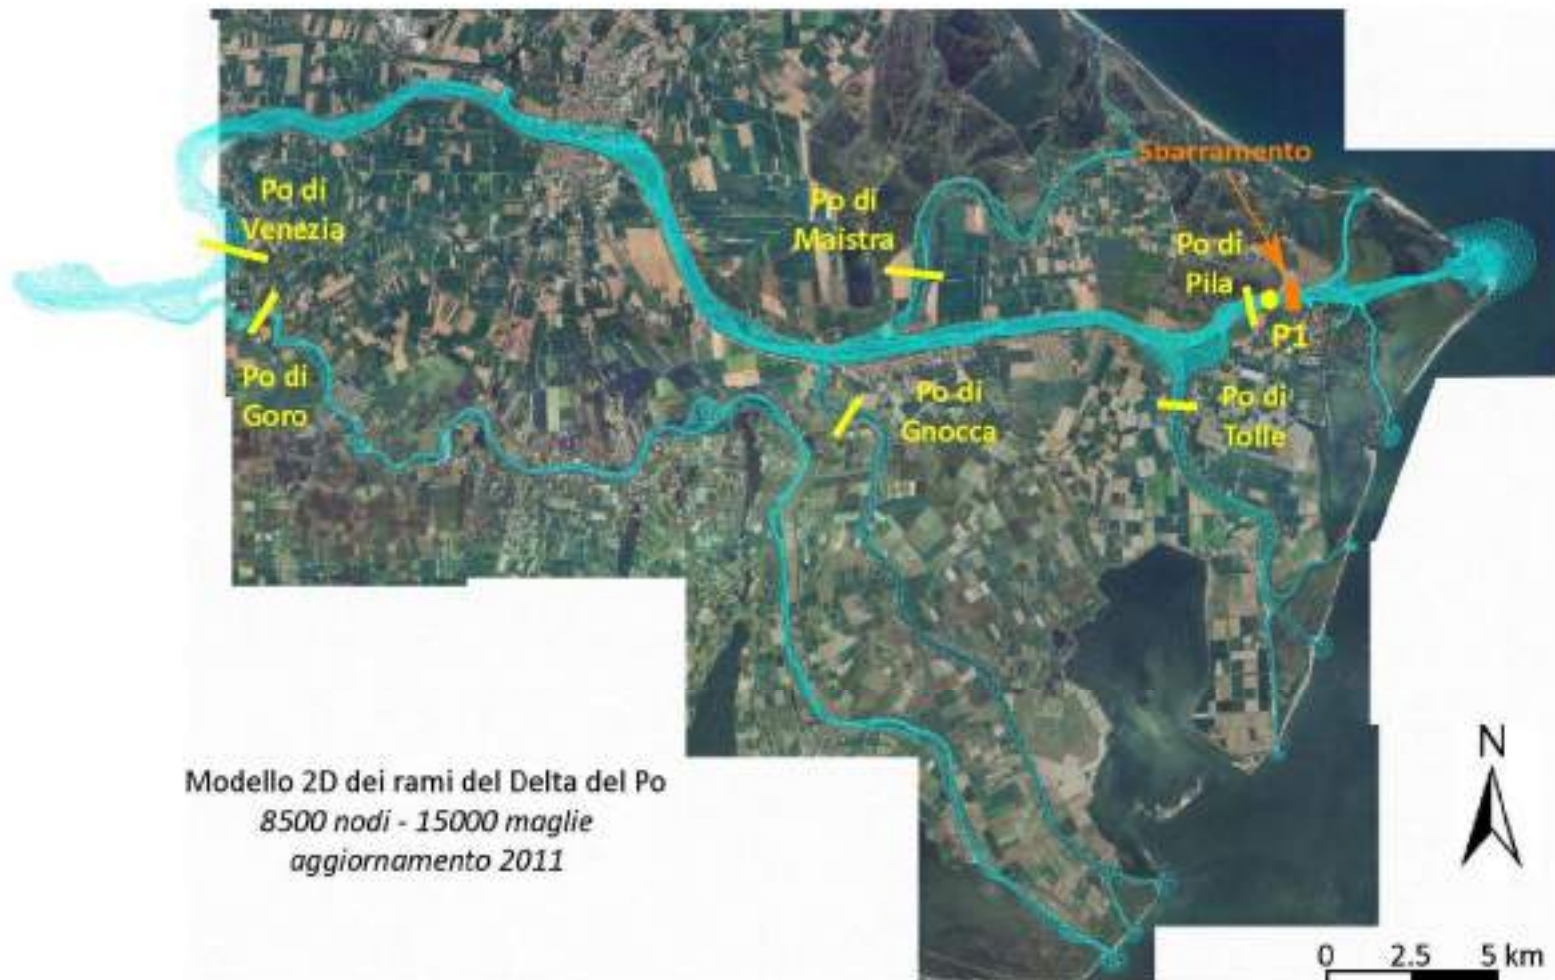 Sbarramento
Po di
Venezia
Po di
Maistra
Po di
Pila
P1
Po di
Goro
Po di
Gnocca
Po di
Tolle
Modello 2D dei rami del Delta del Po
8500 nodi - 15000 maglie
aggiornamento 2011
N
0 2.5 5 km